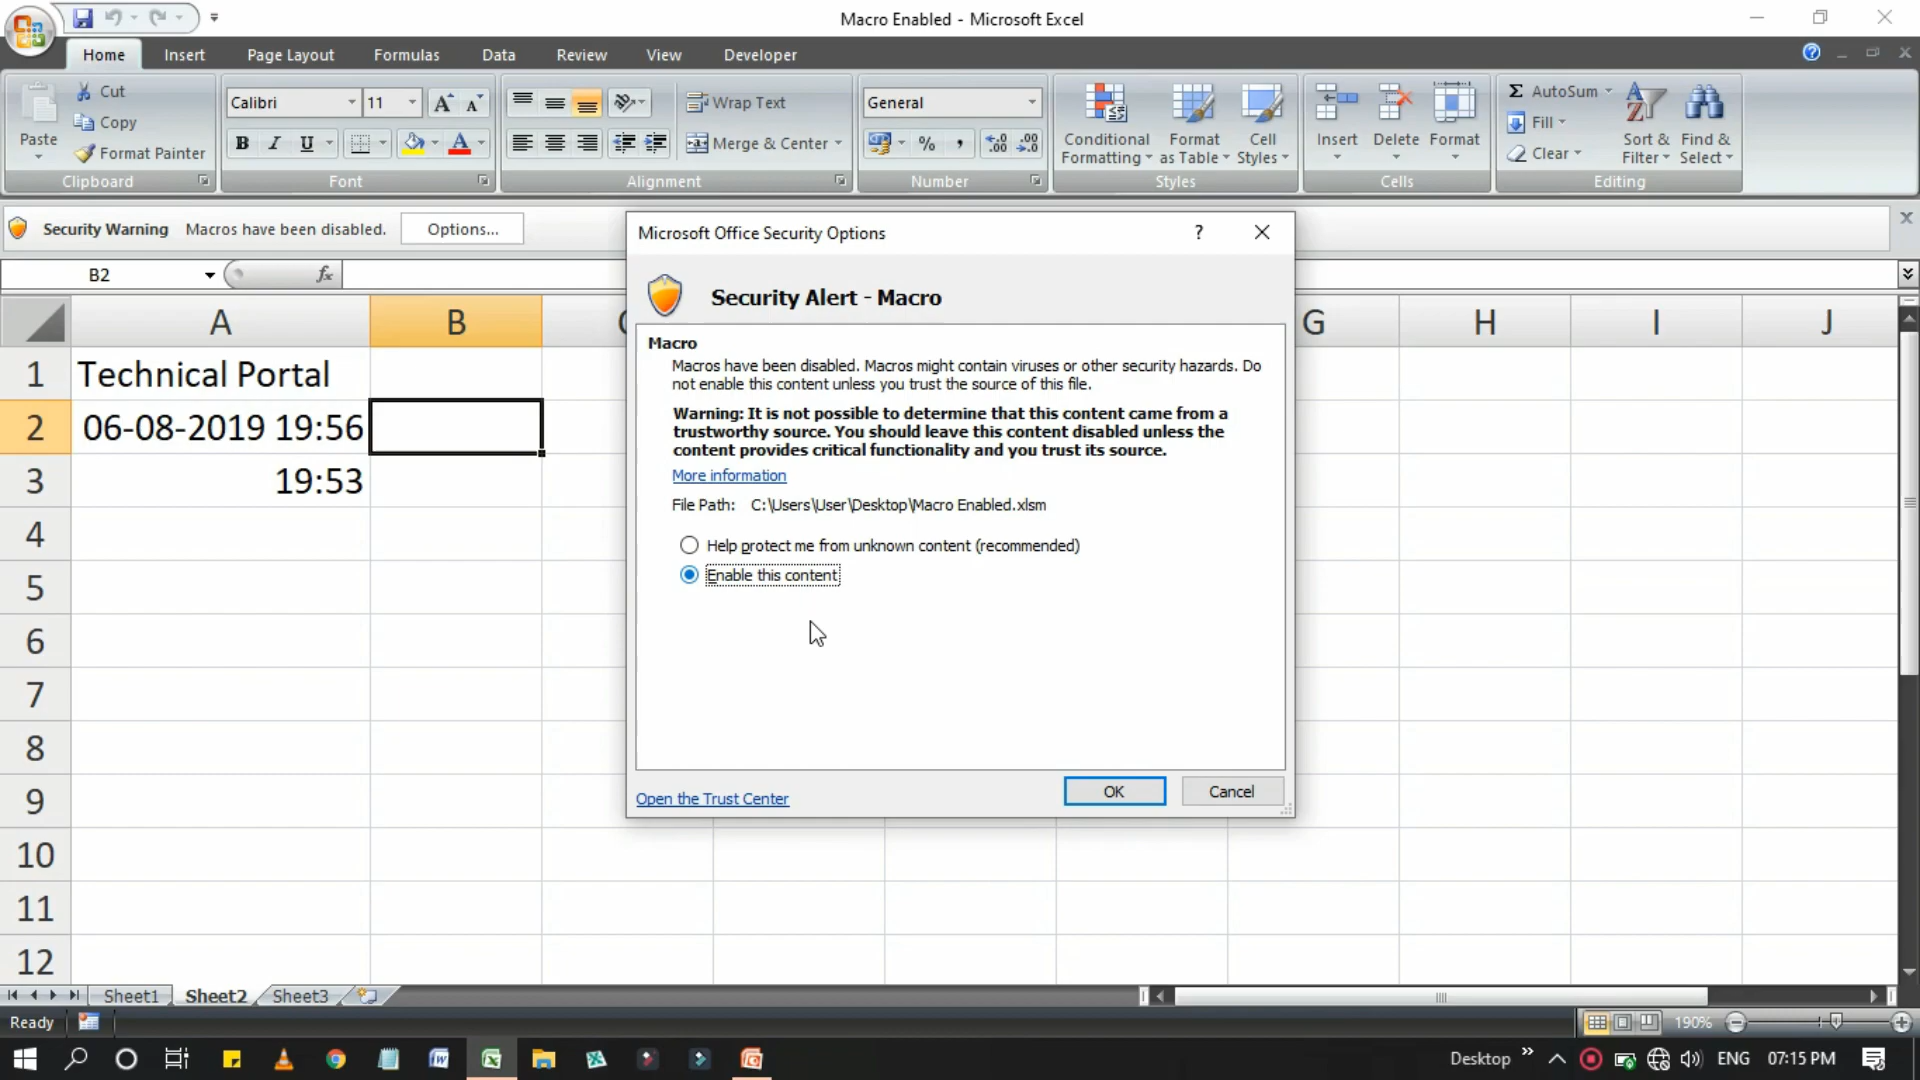 Macro Enabled - Microsoft Excel
Home Insert Page Layout Formulas Data Review View Developer
Paste
Cut
Copy
Format Painter
Clipboard
Calibri 11
B I U A
Font
Wrap Text
Merge & Center
Alignment
General
% ,
Number
Conditional Formatting
Format as Table
Cell Styles
Styles
Insert Delete Format
Cells
Σ AutoSum
Fill
Clear
Sort & Filter
Find & Select
Editing
Security Warning Macros have been disabled. Options...
B2 fx
A B G H I J
1 Technical Portal
2 06-08-2019 19:56
3 19:53
4
5
6
7
8
9
10
11
12
Microsoft Office Security Options ?
Security Alert - Macro
Macro
Macros have been disabled. Macros might contain viruses or other security hazards. Do
not enable this content unless you trust the source of this file.
Warning: It is not possible to determine that this content came from a
trustworthy source. You should leave this content disabled unless the
content provides critical functionality and you trust its source.
More information
File Path: C:\Users\User\Desktop\Macro Enabled.xlsm
Help protect me from unknown content (recommended)
Enable this content
Open the Trust Center OK Cancel
Sheet1 Sheet2 Sheet3
Ready 190%
Desktop » ENG 07:15 PM